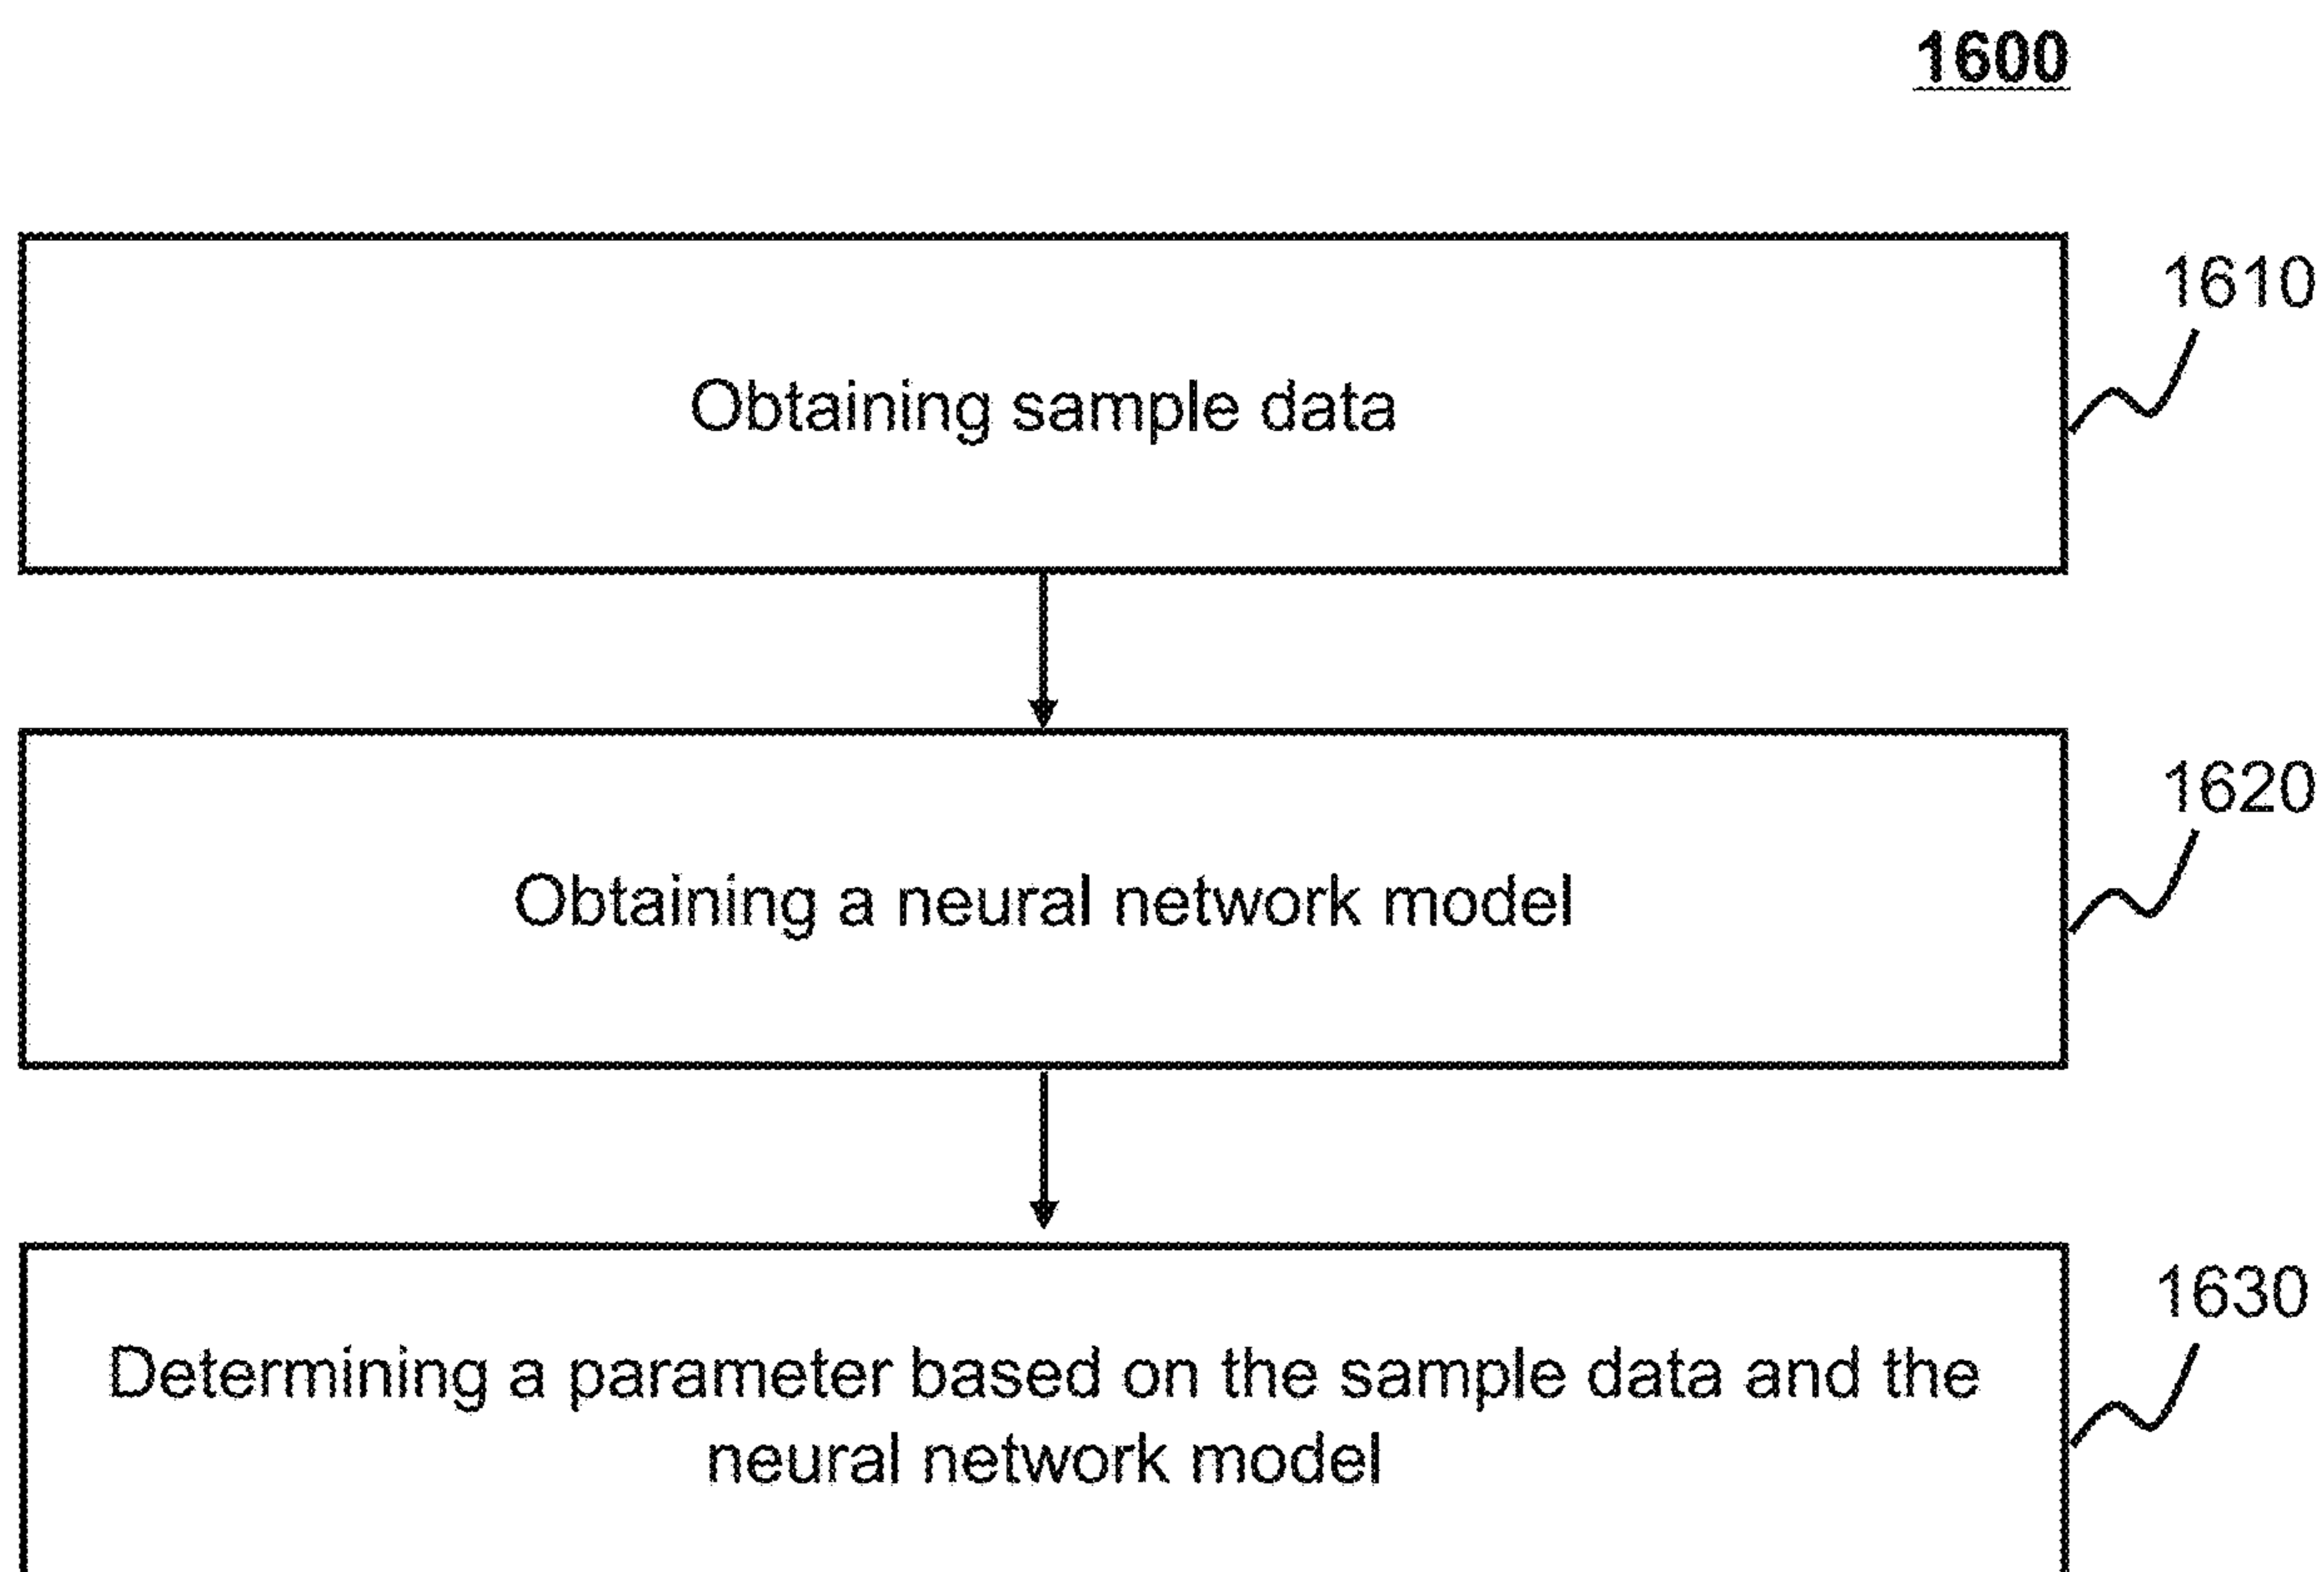 1600
1610
Obtaining sample data
1620
Obtaining a neural network model
1630
Determining a parameter based on the sample data and the
neural network model